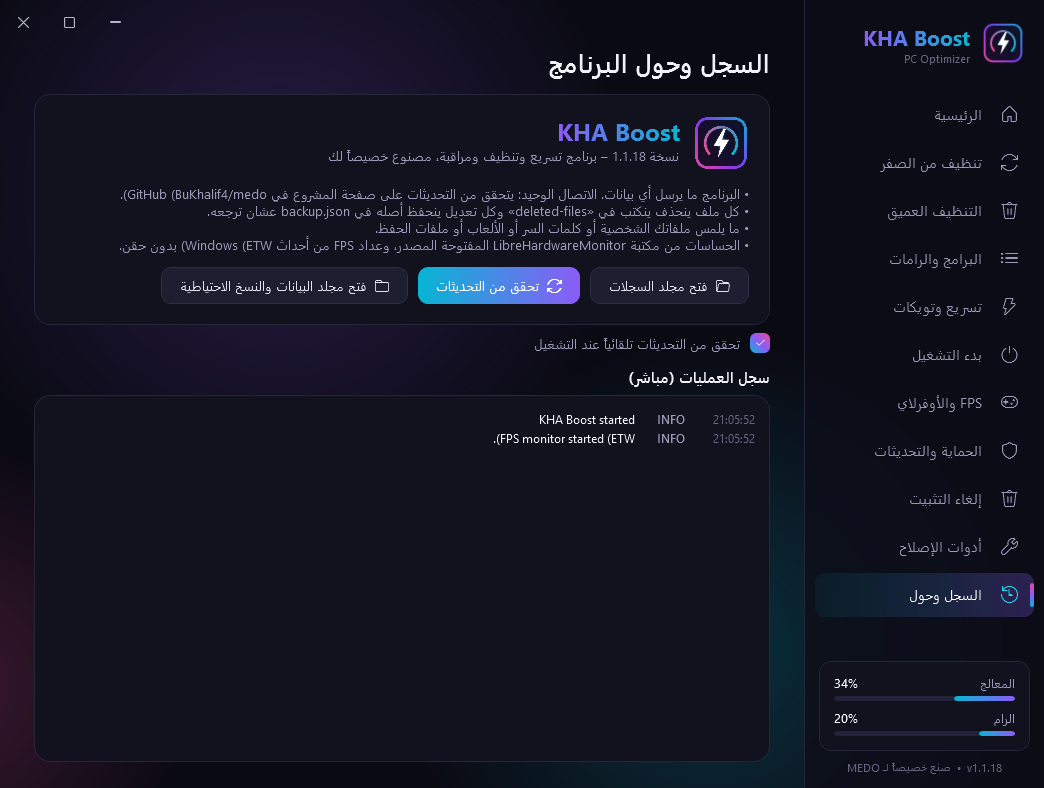 KHA Boost
PC Optimizer
الرئيسية
تنظيف من الصفر
التنظيف العميق
البرامج والرامات
تسريع وتويكات
بدء التشغيل
FPS والأوفرلاي
الحماية والتحديثات
إلغاء التثبيت
أدوات الإصلاح
السجل وحول
المعالج 34%
الرام 20%
v1.1.18 • صنع خصيصاً لـ MEDO
السجل وحول البرنامج
KHA Boost
نسخة 1.1.18 – برنامج تسريع وتنظيف ومراقبة، مصنوع خصيصاً لك
• البرنامج ما يرسل أي بيانات. الاتصال الوحيد: يتحقق من التحديثات على صفحة المشروع في GitHub (BuKhalif4/medo).
• كل ملف ينحذف ينكتب في «deleted-files» وكل تعديل ينحفظ أصله في backup.json عشان ترجعه.
• ما يلمس ملفاتك الشخصية أو كلمات السر أو الألعاب أو ملفات الحفظ.
• الحساسات من مكتبة LibreHardwareMonitor المفتوحة المصدر، وعداد FPS من أحداث Windows (ETW) بدون حقن.
فتح مجلد السجلات
تحقق من التحديثات
فتح مجلد البيانات والنسخ الاحتياطية
تحقق من التحديثات تلقائياً عند التشغيل
سجل العمليات (مباشر)
21:05:52 INFO KHA Boost started
21:05:52 INFO FPS monitor started (ETW).